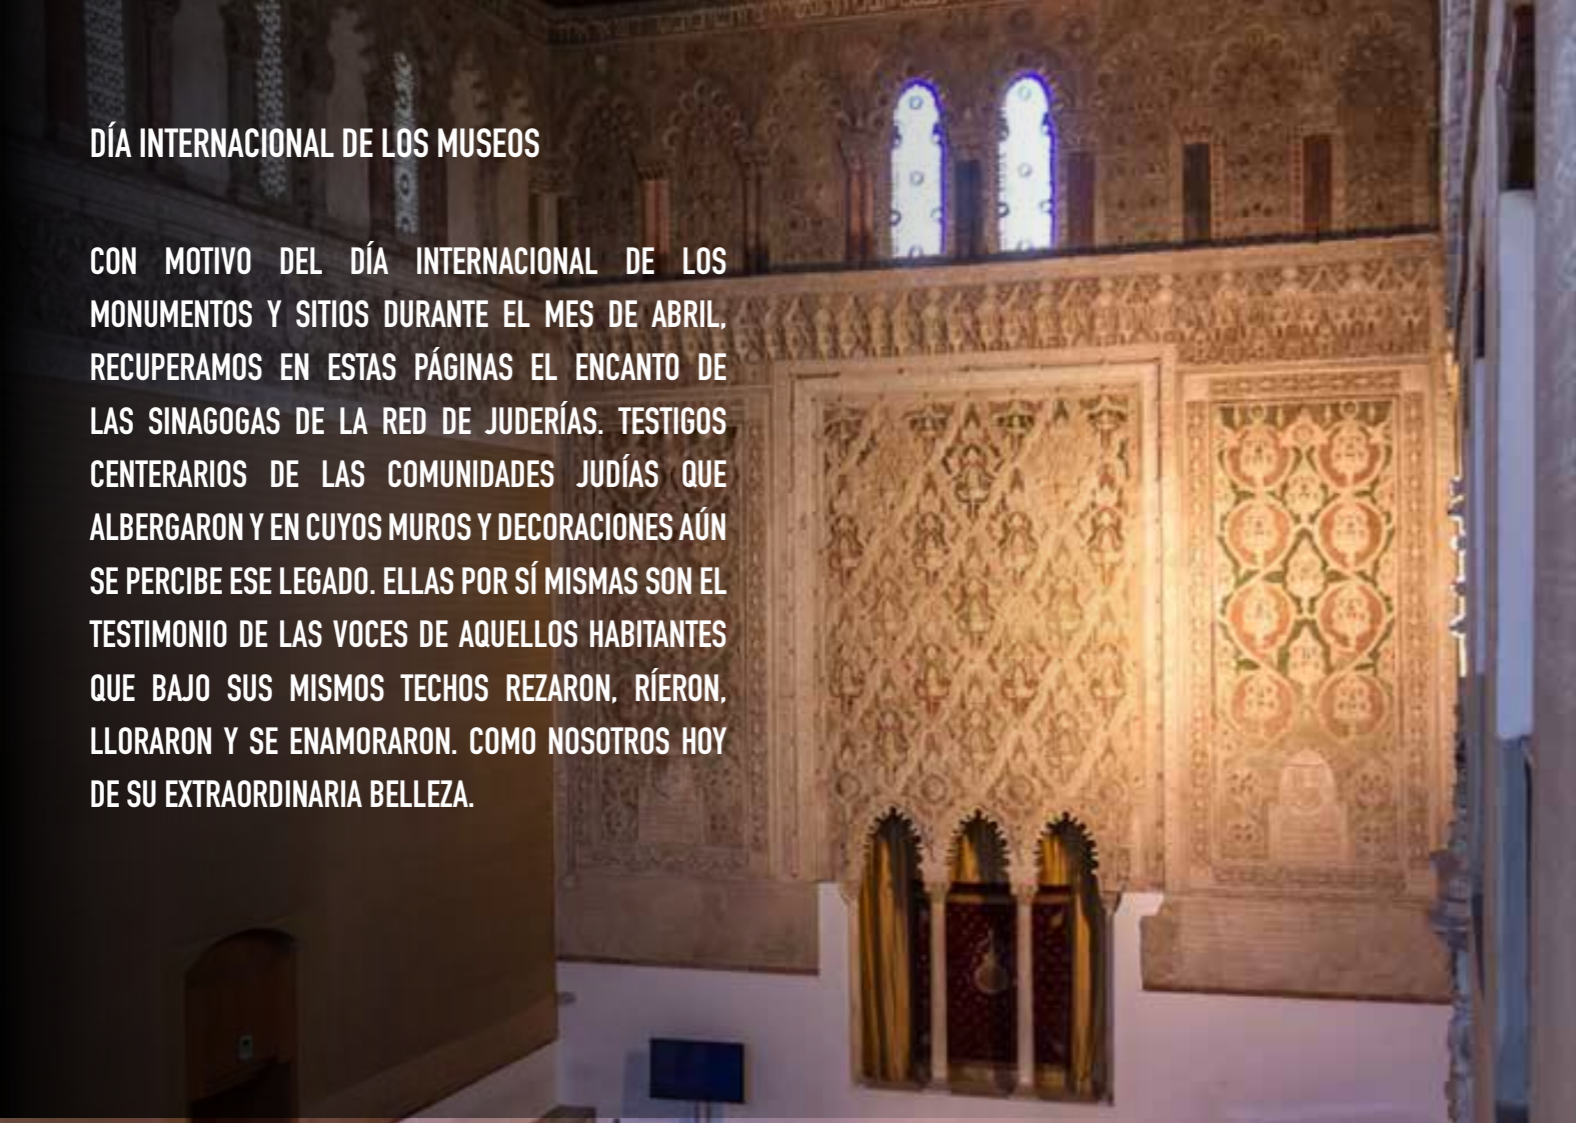 DÍA INTERNACIONAL DE LOS MUSEOS
CON MOTIVO DEL DÍA INTERNACIONAL DE LOS
MONUMENTOS Y SITIOS DURANTE EL MES DE ABRIL,
RECUPERAMOS EN ESTAS PÁGINAS EL ENCANTO DE
LAS SINAGOGAS DE LA RED DE JUDERÍAS. TESTIGOS
CENTERARIOS DE LAS COMUNIDADES JUDÍAS QUE
ALBERGARON Y EN CUYOS MUROS Y DECORACIONES AÚN
SE PERCIBE ESE LEGADO. ELLAS POR SÍ MISMAS SON EL
TESTIMONIO DE LAS VOCES DE AQUELLOS HABITANTES
QUE BAJO SUS MISMOS TECHOS REZARON, RÍERON,
LLORARON Y SE ENAMORARON. COMO NOSOTROS HOY
DE SU EXTRAORDINARIA BELLEZA.